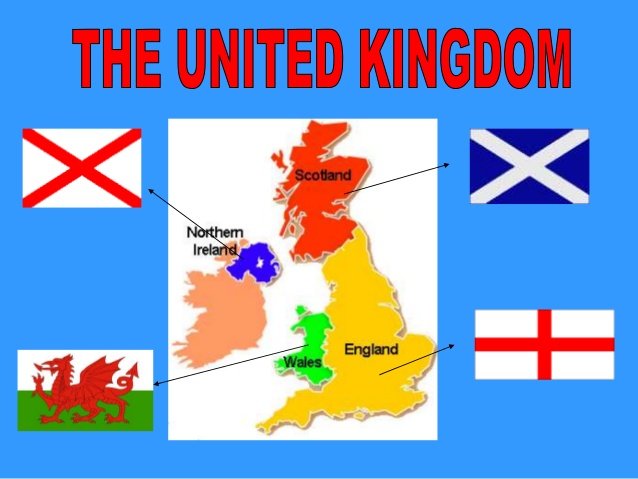 THE UNITED KINGDOM
Scotland
Northern
Ireland
Wales
England